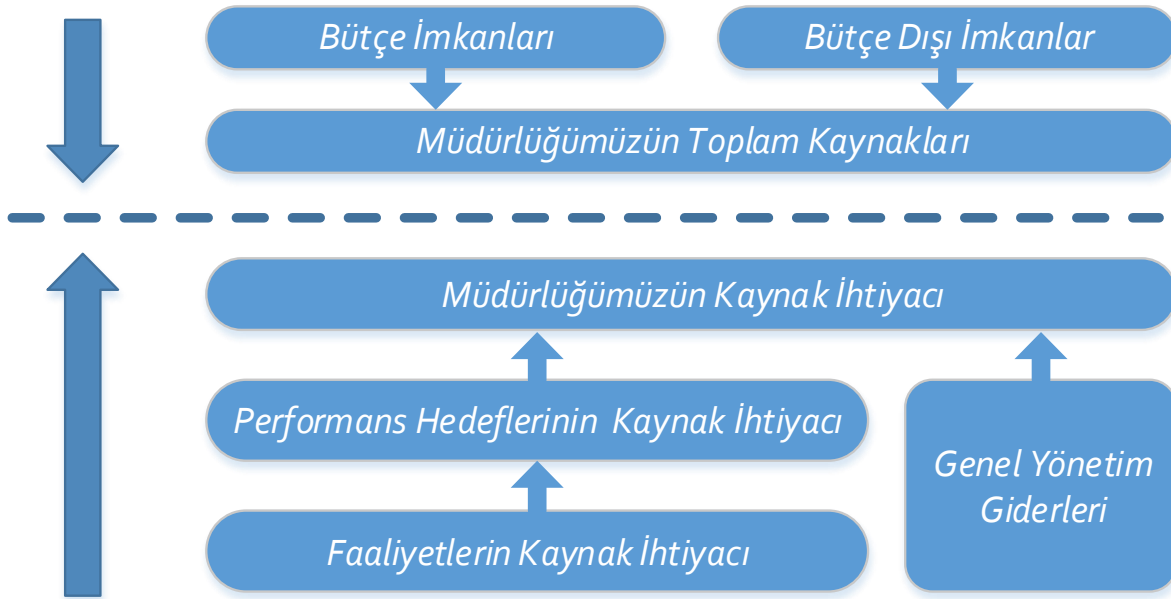 Bütçe İmkanları
Bütçe Dışı İmkanlar
Müdürlüğümüzün Toplam Kaynakları
Müdürlüğümüzün Kaynak İhtiyacı
Performans Hedeflerinin Kaynak İhtiyacı
Genel Yönetim
Giderleri
Faaliyetlerin Kaynak İhtiyacı